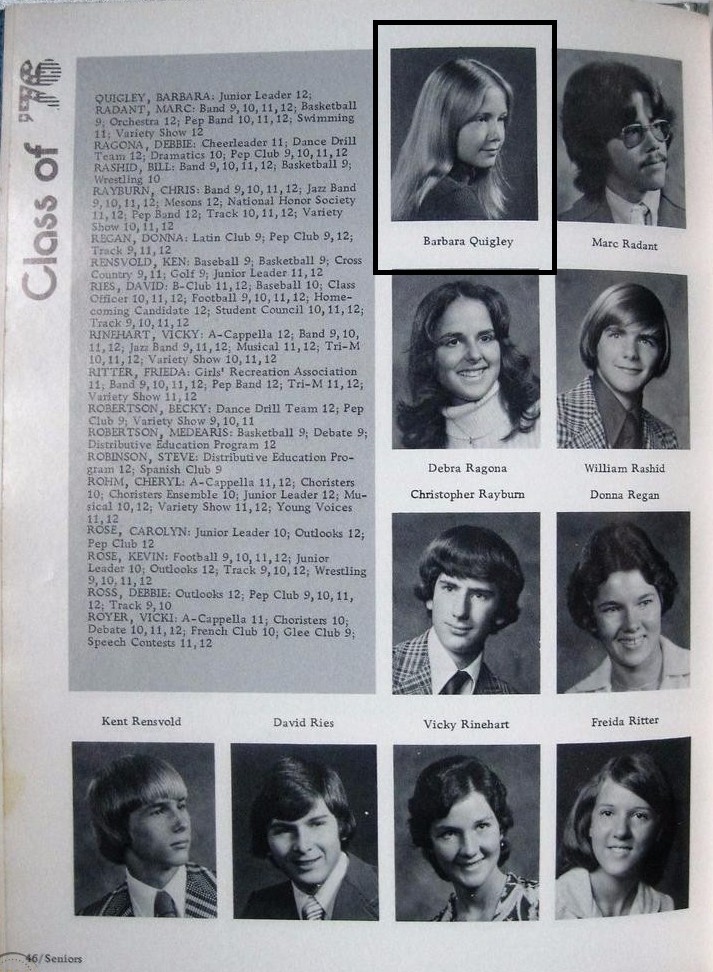 Class of '76
QUIGLEY, BARBARA: Junior Leader 12;
RADANT, MARC: Band 9,10,11,12; Basketball
9; Orchestra 12; Pep Band 10,11,12; Swimming
11; Variety Show 12
RAGONA, DEBBIE: Cheerleader 11; Dance Drill
Team 12; Dramatics 10; Pep Club 9,10,11,12
RASHID, BILL: Band 9,10,11,12; Basketball 9;
Wrestling 10
RAYBURN, CHRIS: Band 9,10,11,12; Jazz Band
9,10,11,12; Mesons 12; National Honor Society
11,12; Pep Band 12; Track 10,11,12; Variety
Show 10,11,12
REGAN, DONNA: Latin Club 9; Pep Club 9,12;
Track 9,11,12
RENSVOLD, KEN: Baseball 9; Basketball 9; Cross
Country 9,11; Golf 9; Junior Leader 11,12
RIES, DAVID: B-Club 11,12; Baseball 10; Class
Officer 10,11,12; Football 9,10,11,12; Home-
coming Candidate 12; Student Council 10,11,12;
Track 9,10,11,12
RINEHART, VICKY: A-Cappella 12; Band 9,10,
11,12; Jazz Band 9,11,12; Musical 11,12; Tri-M
10,11,12; Variety Show 10,11,12
RITTER, FRIEDA: Girls' Recreation Association
11; Band 9,10,11,12; Pep Band 12; Tri-M 11,12;
Variety Show 11,12
ROBERTSON, BECKY: Dance Drill Team 12; Pep
Club 9; Variety Show 9,10,11
ROBERTSON, MEDEARIS: Basketball 9; Debate 9;
Distributive Education Program 12
ROBINSON, STEVE: Distributive Education Pro-
gram 12; Spanish Club 9
ROHM, CHERYL: A-Cappella 11,12; Choristers
10; Choristers Ensemble 10; Junior Leader 12; Mu-
sical 10,12; Variety Show 11,12; Young Voices
11,12
ROSE, CAROLYN: Junior Leader 10; Outlooks 12;
Pep Club 12
ROSE, KEVIN: Football 9,10,11,12; Junior
Leader 10; Outlooks 12; Track 9,10,12; Wrestling
9,10,11,12
ROSS, DEBBIE: Outlooks 12; Pep Club 9,10,11,
12; Track 9,10
ROYER, VICKI: A-Cappella 11; Choristers 10;
Debate 10,11,12; French Club 10; Glee Club 9;
Speech Contests 11,12
Barbara Quigley
Marc Radant
Debra Ragona
William Rashid
Christopher Rayburn
Donna Regan
Kent Rensvold
David Ries
Vicky Rinehart
Freida Ritter
46/Seniors